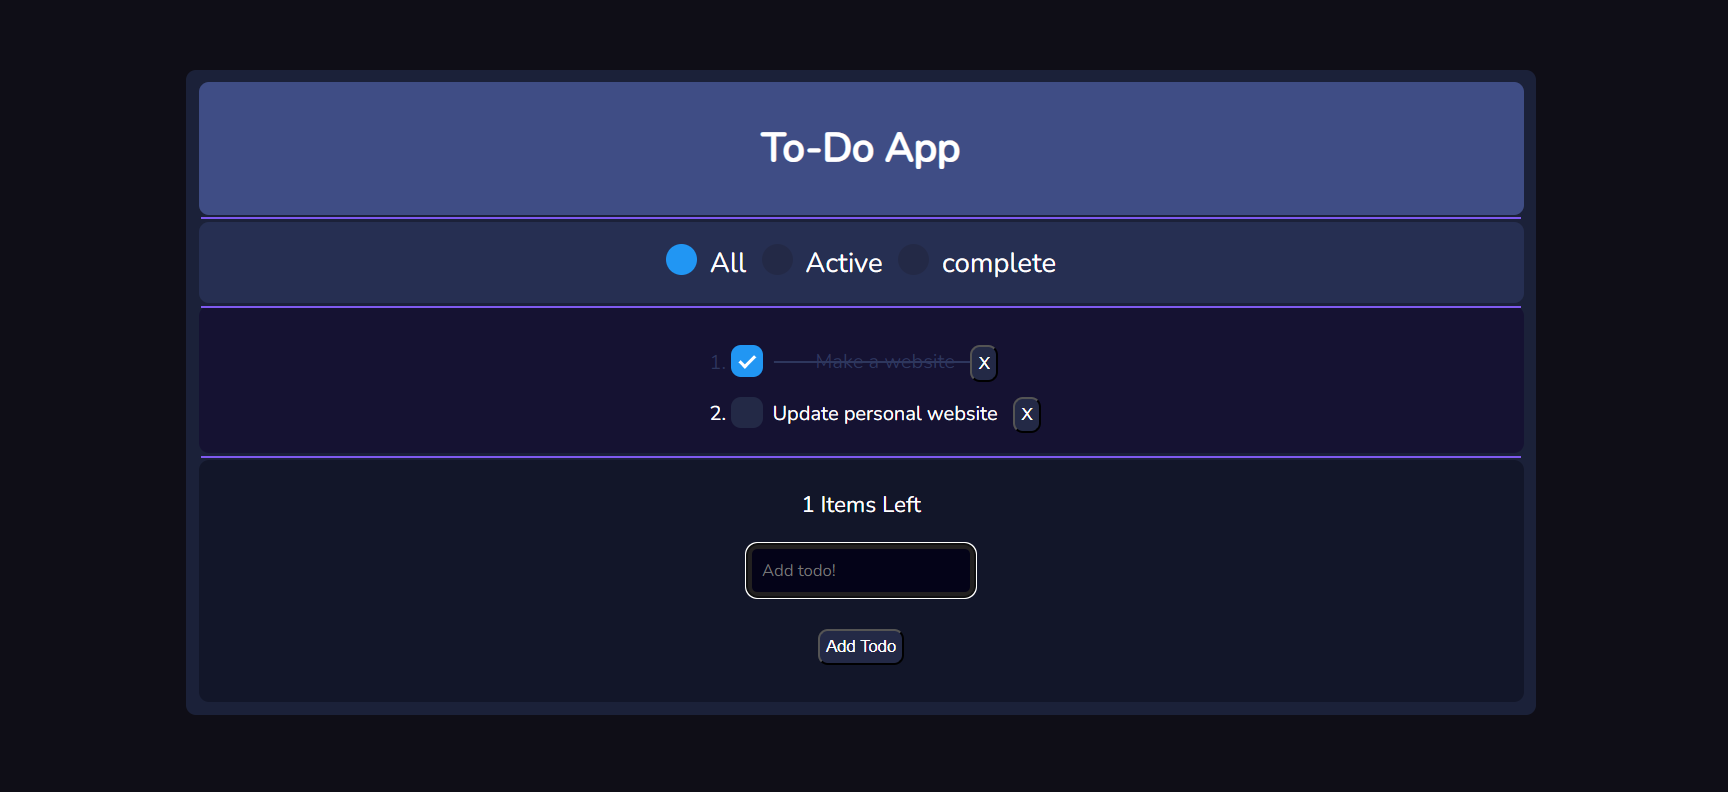 To-Do App
All Active complete
1. Make a website X
2. Update personal website X
1 Items Left
Add todo!
Add Todo